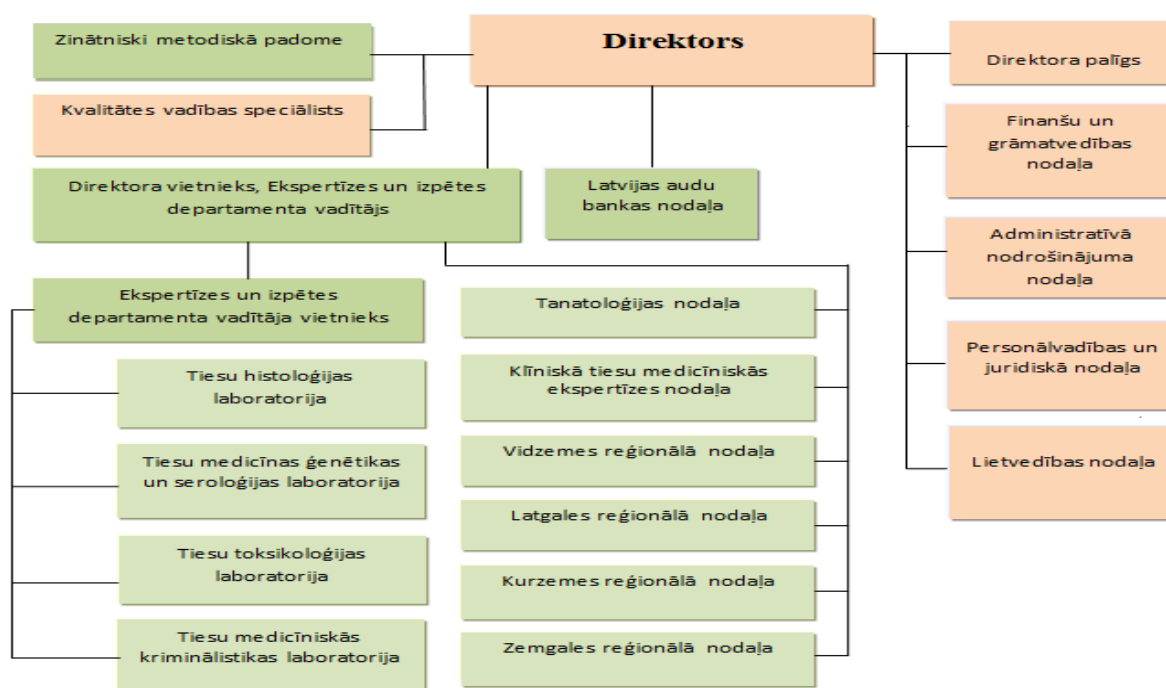 Direktors
Zinātniski metodiskā padome
Kvalitātes vadības speciālists
Direktora vietnieks, Ekspertīzes un izpētes
departamenta vadītājs
Latvijas audu
bankas nodaļa
Direktora palīgs
Finanšu un
grāmatvedības
nodaļa
Administratīvā
nodrošinājuma
nodaļa
Personālvadības un
juridiskā nodaļa
Lietvedības nodaļa
Ekspertīzes un izpētes
departamenta vadītāja vietnieks
Tiesu histoloģijas
laboratorija
Tiesu medicīnas ģenētikas
un seroloģijas laboratorija
Tiesu toksikoloģijas
laboratorija
Tiesu medicīniskās
kriminālistikas laboratorija
Tanatoloģijas nodaļa
Klīniskā tiesu medicīniskās
ekspertīzes nodaļa
Vidzemes reģionālā nodaļa
Latgales reģionālā nodaļa
Kurzemes reģionālā nodaļa
Zemgales reģionālā nodaļa